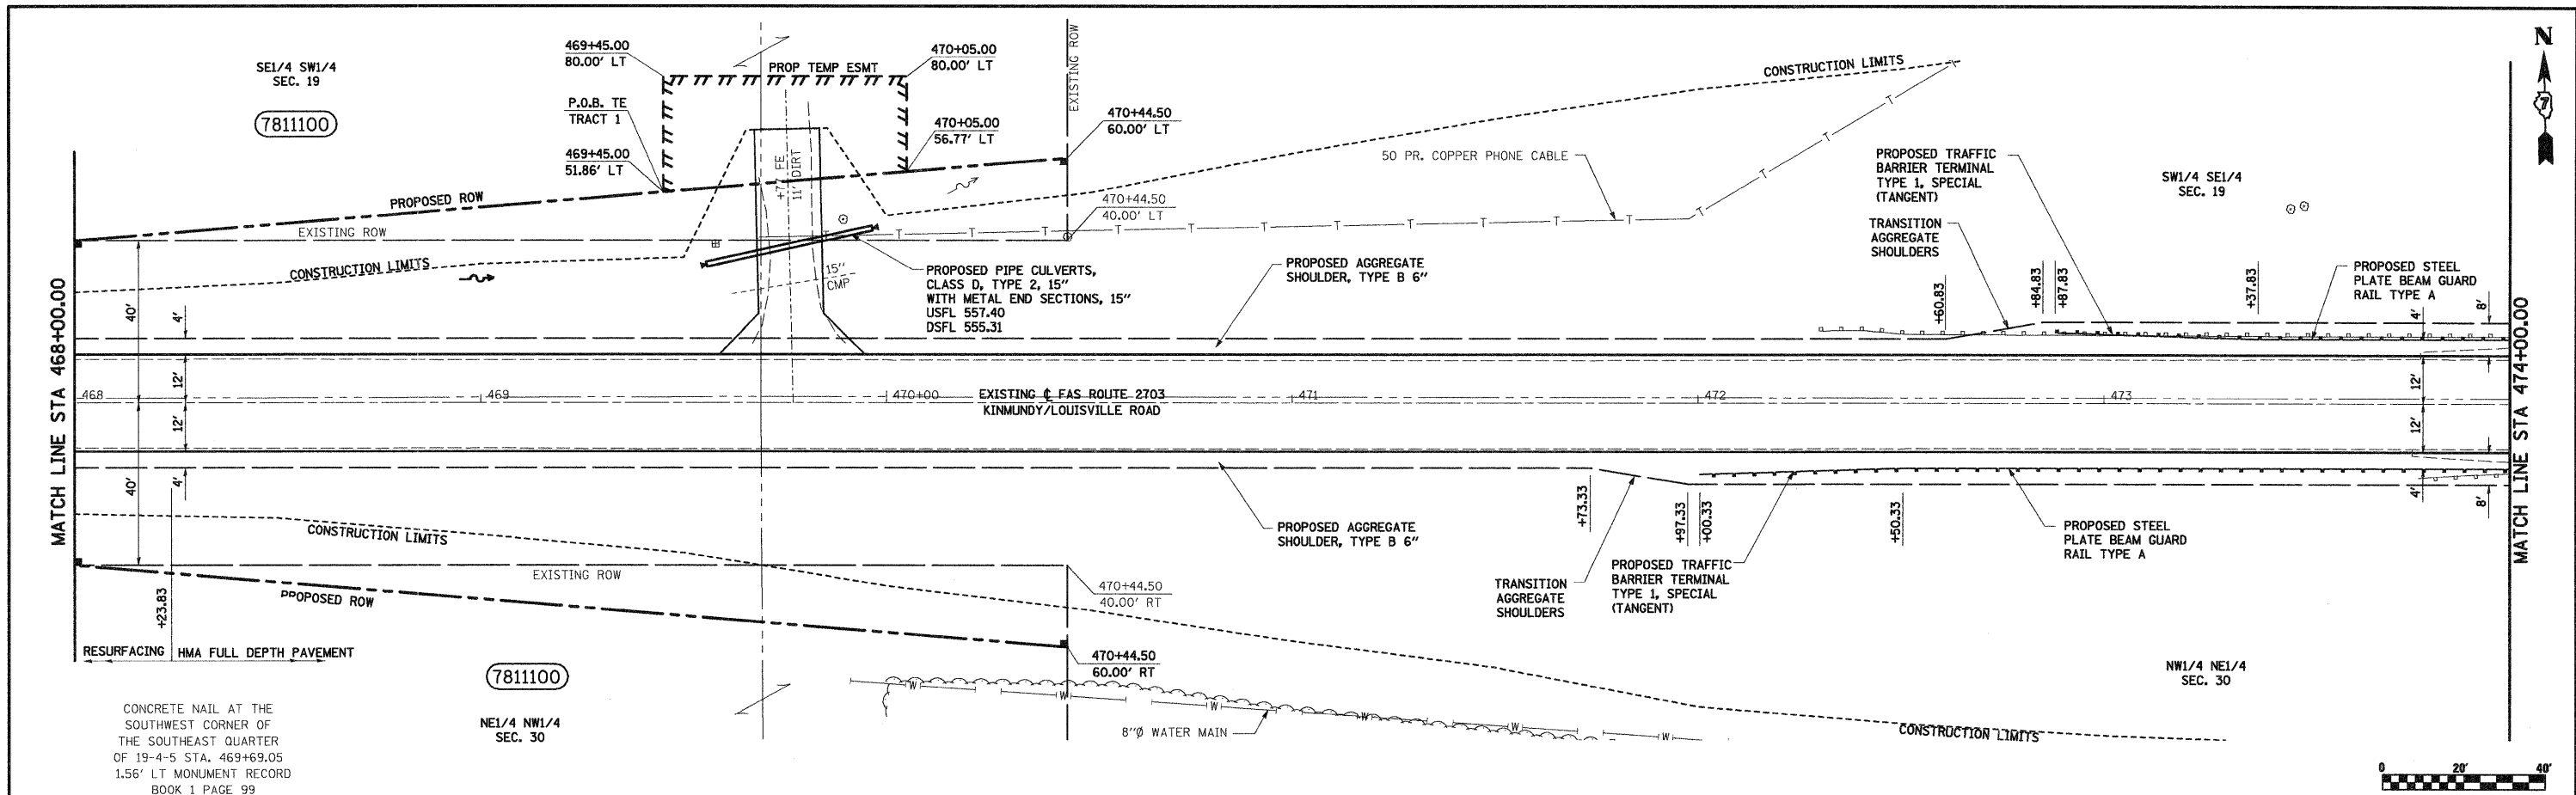 SE1/4 SW1/4
SEC. 19
7811100
469+45.00
80.00' LT
P.O.B. TE
TRACT 1
469+45.00
51.86' LT
PROP TEMP ESMT
470+05.00
80.00' LT
470+05.00
56.77' LT
EXISTING ROW
470+44.50
60.00' LT
470+44.50
40.00' LT
50 PR. COPPER PHONE CABLE
T T T T T T T T T T T T T T T T
CONSTRUCTION LIMITS
PROPOSED TRAFFIC
BARRIER TERMINAL
TYPE 1, SPECIAL
(TANGENT)
TRANSITION
AGGREGATE
SHOULDERS
SW1/4 SE1/4
SEC. 19
N
7
PROPOSED ROW
EXISTING ROW
CONSTRUCTION LIMITS
+77 FE
11' DIRT
15"
CMP
PROPOSED PIPE CULVERTS,
CLASS D, TYPE 2, 15"
WITH METAL END SECTIONS, 15"
USFL 557.40
DSFL 555.31
PROPOSED AGGREGATE
SHOULDER, TYPE B 6"
+60.83
+84.83
+87.83
+37.83
PROPOSED STEEL
PLATE BEAM GUARD
RAIL TYPE A
MATCH LINE STA 468+00.00
40'
4'
12'
12'
40'
4'
4'
8'
12'
12'
4'
8'
MATCH LINE STA 474+00.00
468
469
470+00
EXISTING ℄ FAS ROUTE 2703
KINMUNDY/LOUISVILLE ROAD
471
472
473
CONSTRUCTION LIMITS
EXISTING ROW
PROPOSED ROW
+23.83
RESURFACING
HMA FULL DEPTH PAVEMENT
7811100
NE1/4 NW1/4
SEC. 30
470+44.50
40.00' RT
470+44.50
60.00' RT
PROPOSED AGGREGATE
SHOULDER, TYPE B 6"
+73.33
+97.33
+00.33
+50.33
TRANSITION
AGGREGATE
SHOULDERS
PROPOSED TRAFFIC
BARRIER TERMINAL
TYPE 1, SPECIAL
(TANGENT)
PROPOSED STEEL
PLATE BEAM GUARD
RAIL TYPE A
NW1/4 NE1/4
SEC. 30
W W W W W W
8"Ø WATER MAIN
CONSTRUCTION LIMITS
CONCRETE NAIL AT THE
SOUTHWEST CORNER OF
THE SOUTHEAST QUARTER
OF 19-4-5 STA. 469+69.05
1.56' LT MONUMENT RECORD
BOOK 1 PAGE 99
0 20' 40'